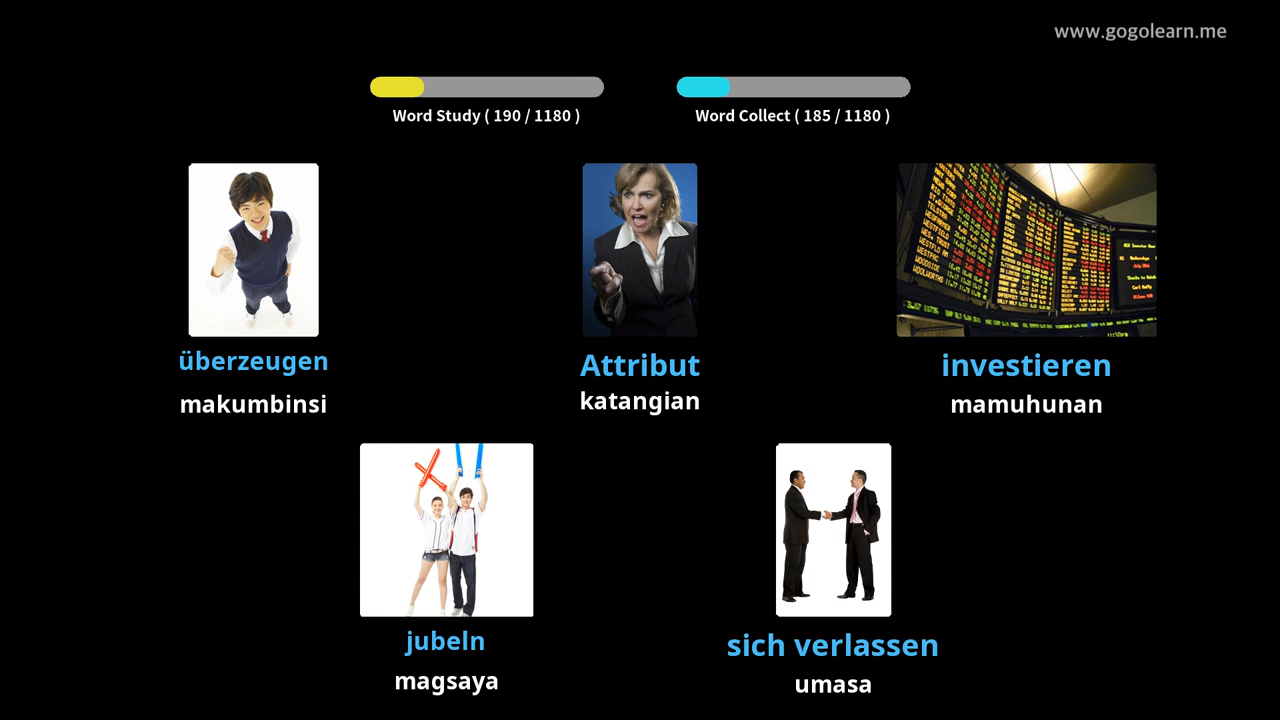 www.gogolearn.me
Word Study ( 190 / 1180 )
Word Collect ( 185 / 1180 )
überzeugen
makumbinsi
Attribut
katangian
investieren
mamuhunan
jubeln
magsaya
sich verlassen
umasa